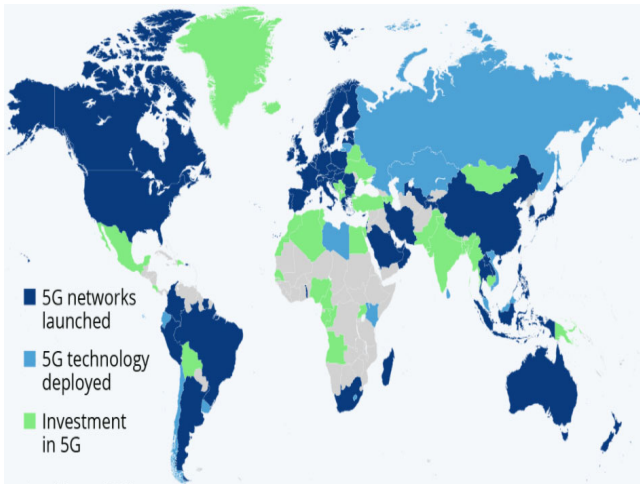 5G networks
launched
5G technology
deployed
Investment
in 5G